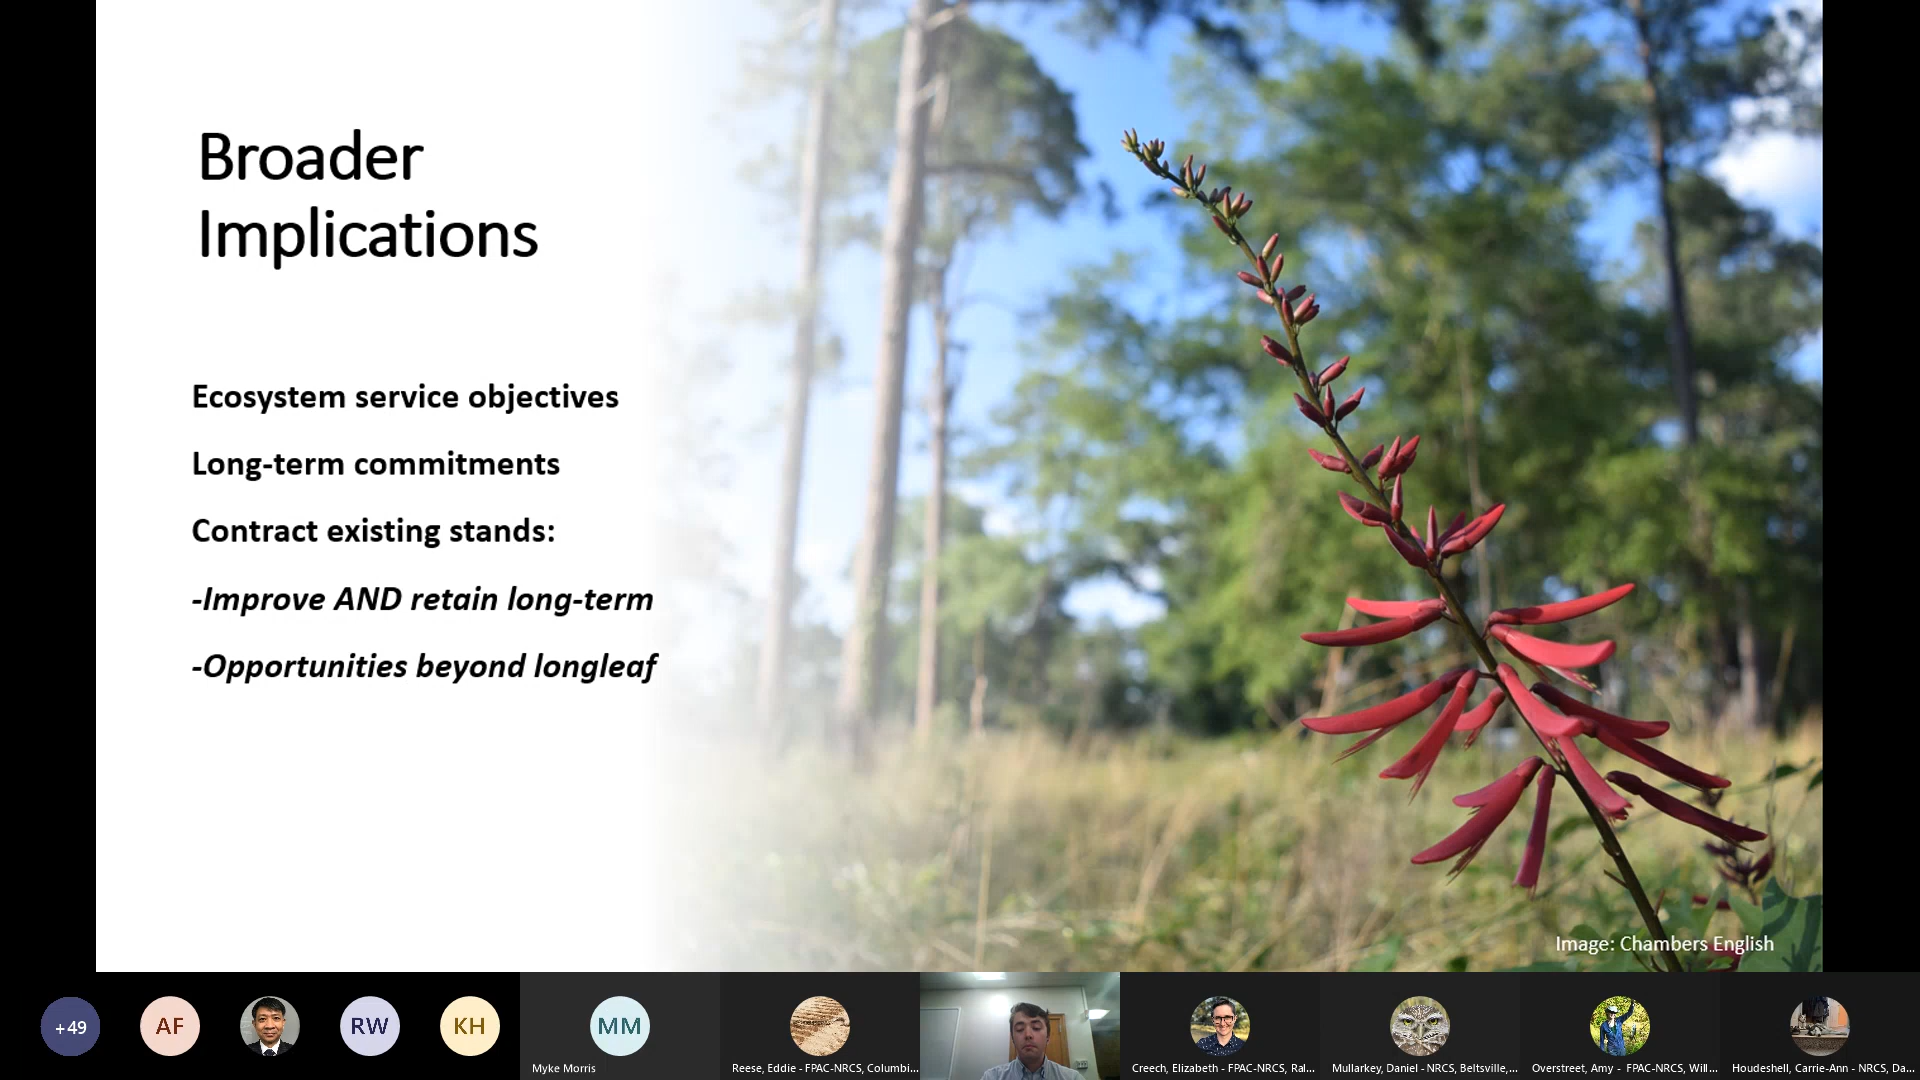 Broader
Implications
Ecosystem service objectives
Long-term commitments
Contract existing stands:
-Improve AND retain long-term
-Opportunities beyond longleaf
Image: Chambers English
+49
AF
RW
KH
MM
Myke Morris
Reese, Eddie - FPAC-NRCS, Columbi...
Creech, Elizabeth - FPAC-NRCS, Ral...
Mullarkey, Daniel - NRCS, Beltsville,...
Overstreet, Amy - FPAC-NRCS, Will...
Houdeshell, Carrie-Ann - NRCS, Da...